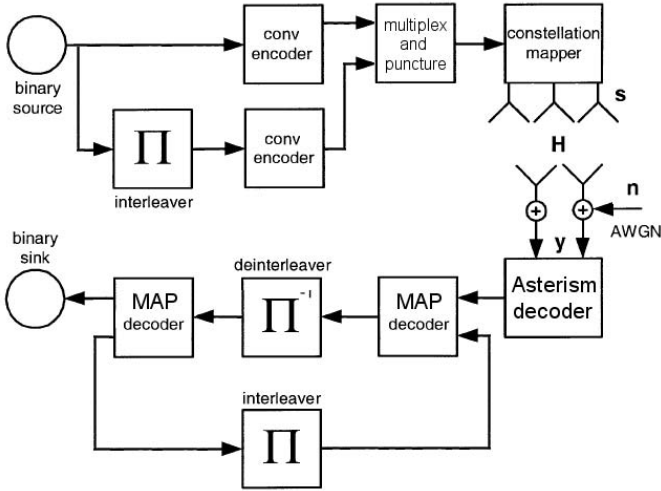 binary
source
conv
encoder
multiplex
and
puncture
constellation
mapper
s
∏
interleaver
conv
encoder
H
n
AWGN
+
+
y
binary
sink
MAP
decoder
deinterleaver
∏⁻¹
MAP
decoder
Asterism
decoder
interleaver
∏